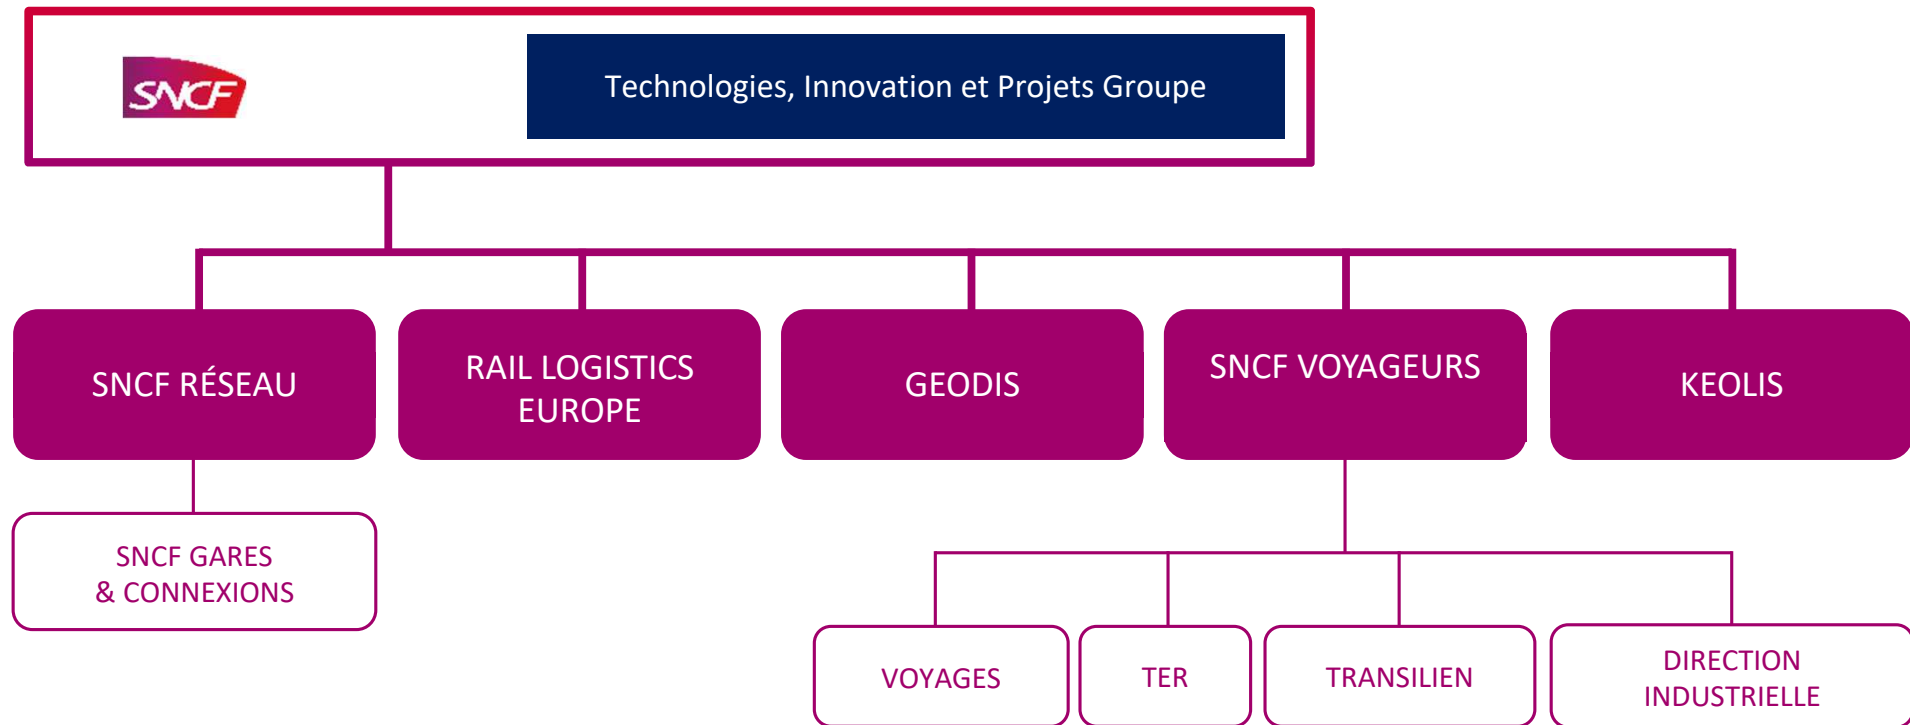 SNCF
Technologies, Innovation et Projets Groupe
SNCF RÉSEAU
RAIL LOGISTICS
EUROPE
GEODIS
SNCF VOYAGEURS
KEOLIS
SNCF GARES
& CONNEXIONS
VOYAGES
TER
TRANSILIEN
DIRECTION
INDUSTRIELLE